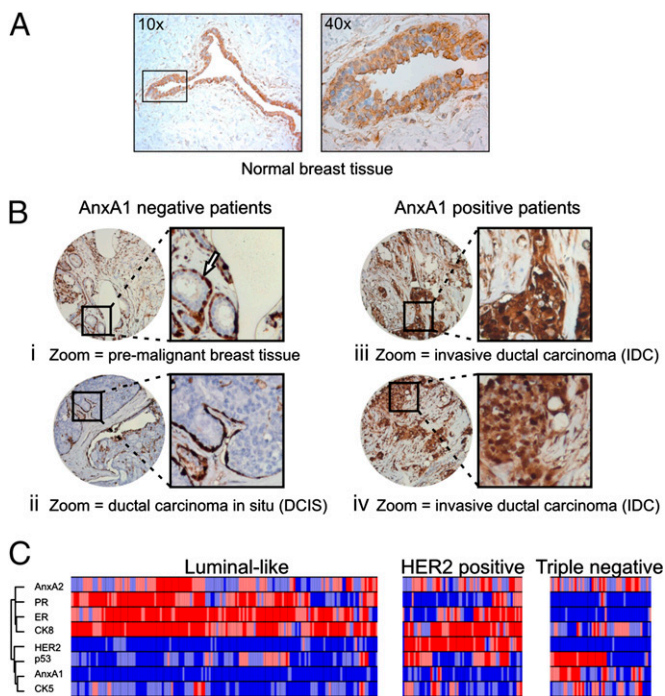 A
10x
40x
Normal breast tissue
B
AnxA1 negative patients
AnxA1 positive patients
i Zoom = pre-malignant breast tissue
iii Zoom = invasive ductal carcinoma (IDC)
ii Zoom = ductal carcinoma in situ (DCIS)
iv Zoom = invasive ductal carcinoma (IDC)
C
Luminal-like
HER2 positive
Triple negative
AnxA2
PR
ER
CK8
HER2
p53
AnxA1
CK5